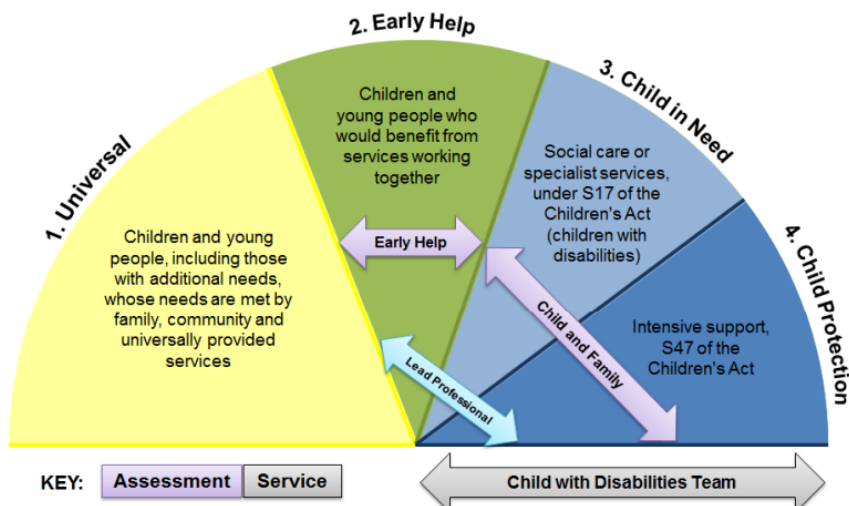 1. Universal
2. Early Help
3. Child in Need
4. Child Protection
Children and young
people, including those
with additional needs,
whose needs are met by
family, community and
universally provided
services
Children and
young people who
would benefit from
services working
together
Social care or
specialist services,
under S17 of the
Children's Act
(children with
disabilities)
Intensive support,
S47 of the
Children's Act
Early Help
Child and Family
Lead Professional
KEY: Assessment Service
Child with Disabilities Team